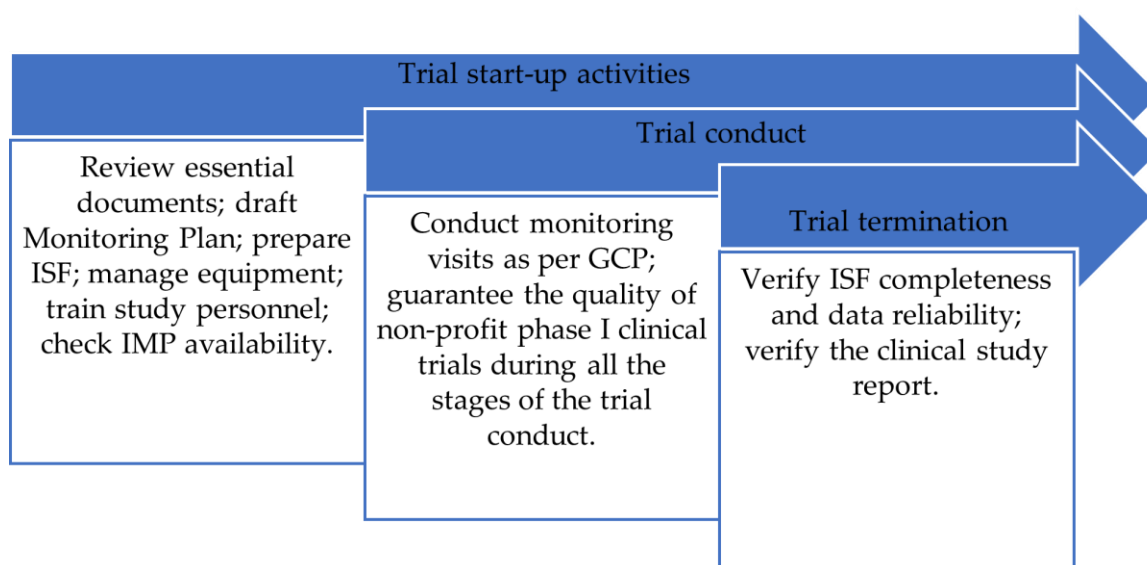 Trial start-up activities
Review essential
documents; draft
Monitoring Plan; prepare
ISF; manage equipment;
train study personnel;
check IMP availability.
Trial conduct
Conduct monitoring
visits as per GCP;
guarantee the quality of
non-profit phase I clinical
trials during all the
stages of the trial
conduct.
Trial termination
Verify ISF completeness
and data reliability;
verify the clinical study
report.